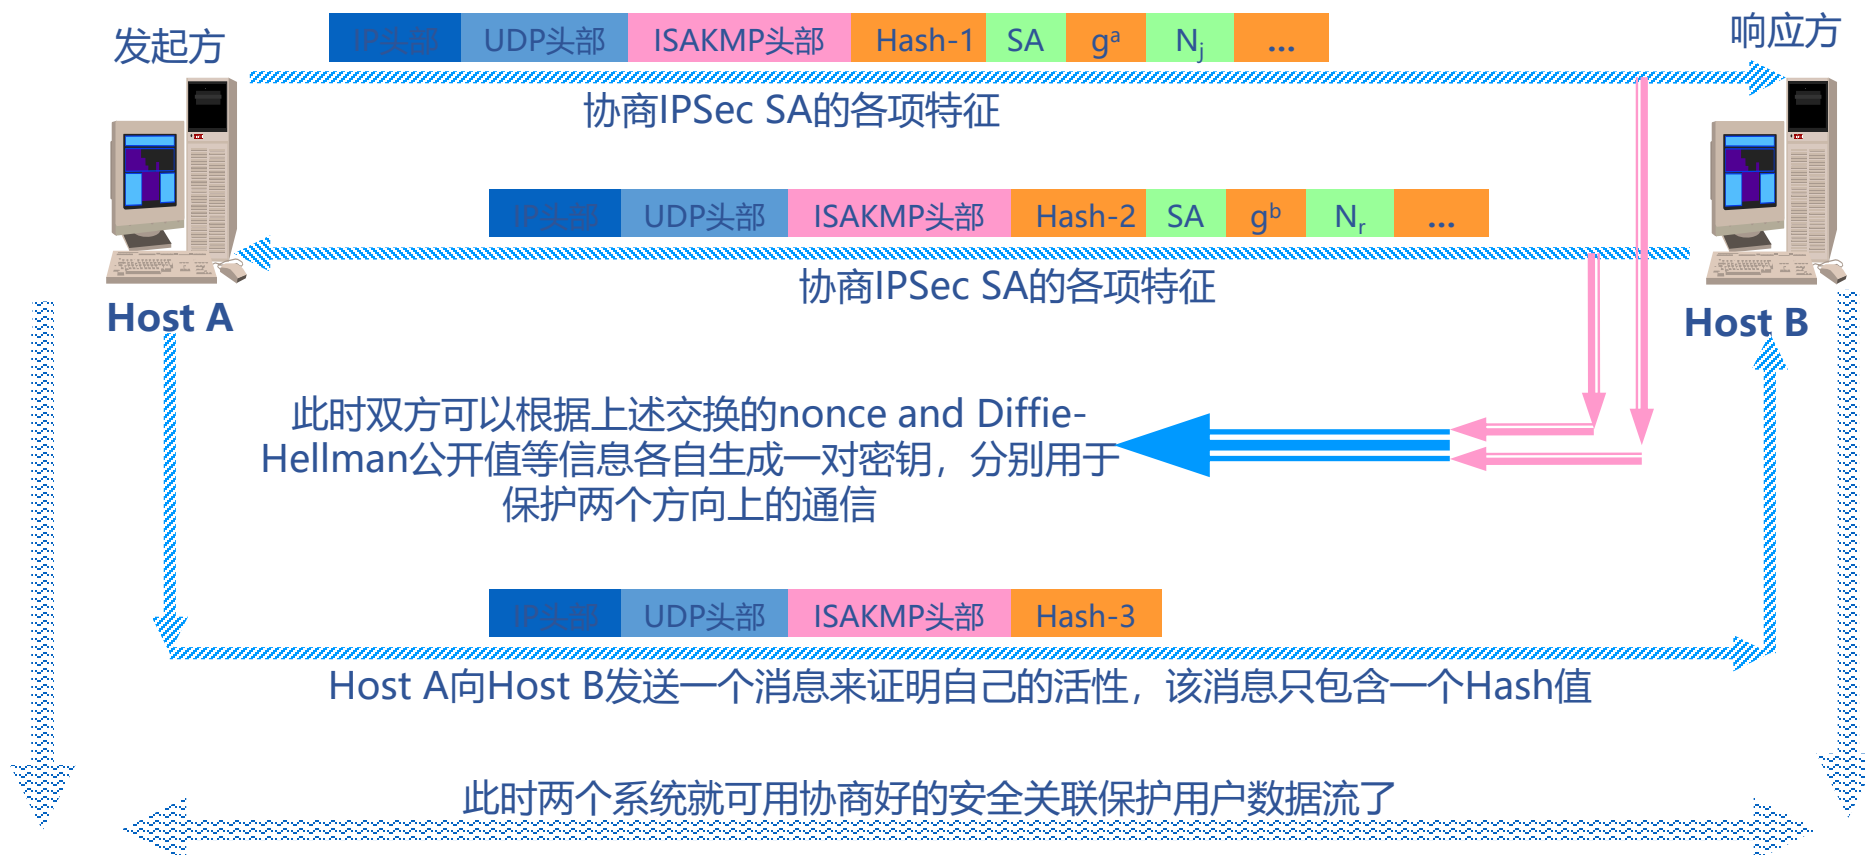 发起方
响应方
IP头部 UDP头部 ISAKMP头部 Hash-1 SA gᵃ Nⱼ ...
协商IPSec SA的各项特征
IP头部 UDP头部 ISAKMP头部 Hash-2 SA gᵇ Nᵣ ...
协商IPSec SA的各项特征
Host A
Host B
此时双方可以根据上述交换的nonce and Diffie-
Hellman公开值等信息各自生成一对密钥，分别用于
保护两个方向上的通信
IP头部 UDP头部 ISAKMP头部 Hash-3
Host A向Host B发送一个消息来证明自己的活性，该消息只包含一个Hash值
此时两个系统就可用协商好的安全关联保护用户数据流了